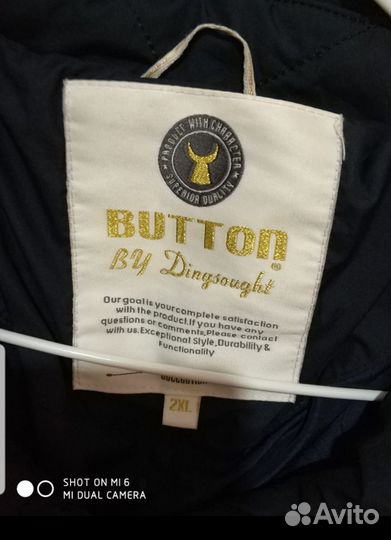 PRODUCT WITH CHARACTER
SUPERIOR QUALITY
BUTTON®
BY Dingsought
Our goal is your complete satisfaction
with the product.If you have any
questions or comments,Please contact
with us.Exceptional Style,Durability &
Functionality
COLLECTION
2XL
SHOT ON MI 6
MI DUAL CAMERA
Avito